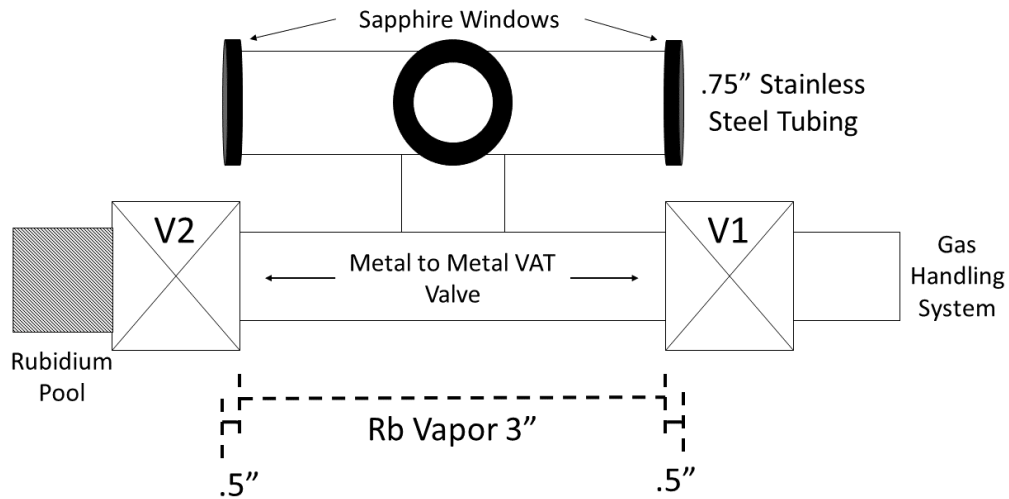 Sapphire Windows
.75” Stainless
Steel Tubing
V2
V1
Metal to Metal VAT
Valve
Gas
Handling
System
Rubidium
Pool
Rb Vapor 3”
.5”
.5”